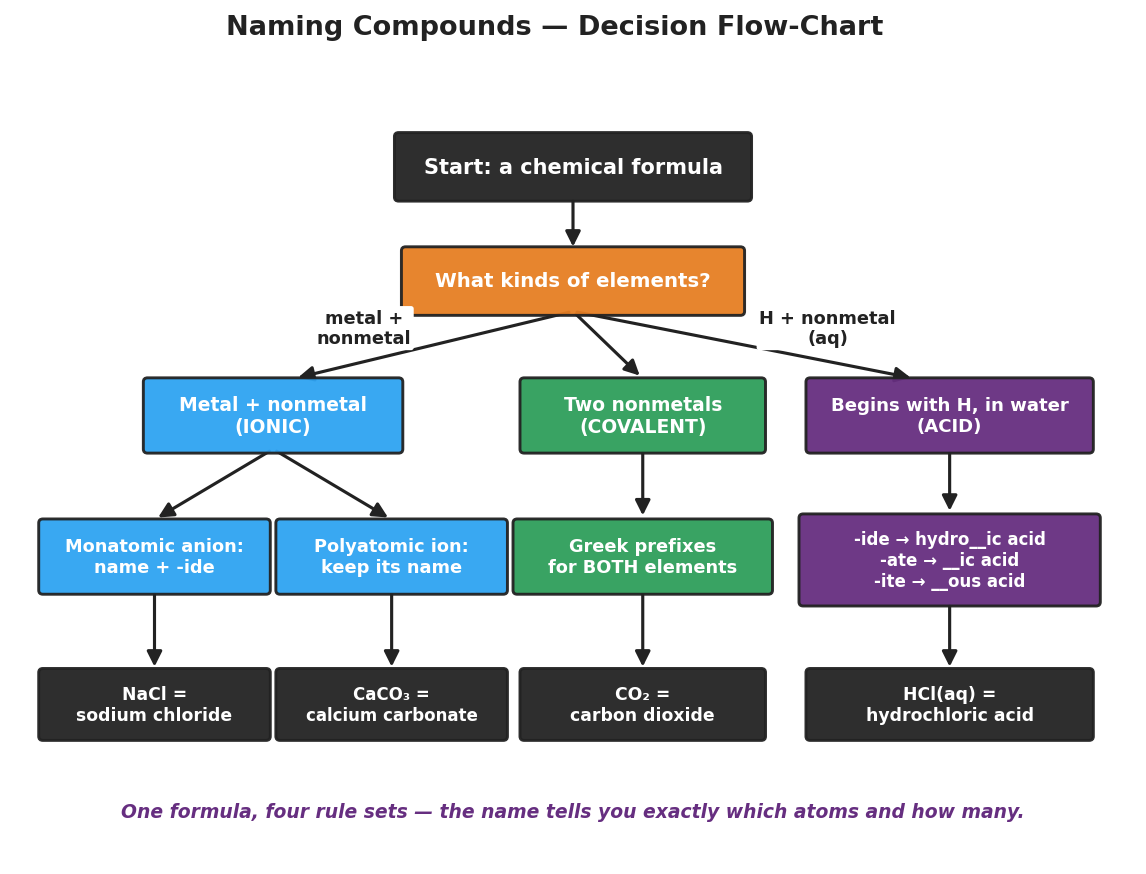 Naming Compounds — Decision Flow-Chart
Start: a chemical formula
What kinds of elements?
metal +
nonmetal
H + nonmetal
(aq)
Metal + nonmetal
(IONIC)
Two nonmetals
(COVALENT)
Begins with H, in water
(ACID)
Monatomic anion:
name + -ide
Polyatomic ion:
keep its name
Greek prefixes
for BOTH elements
-ide → hydro__ic acid
-ate → __ic acid
-ite → __ous acid
NaCl =
sodium chloride
CaCO₃ =
calcium carbonate
CO₂ =
carbon dioxide
HCl(aq) =
hydrochloric acid
One formula, four rule sets — the name tells you exactly which atoms and how many.